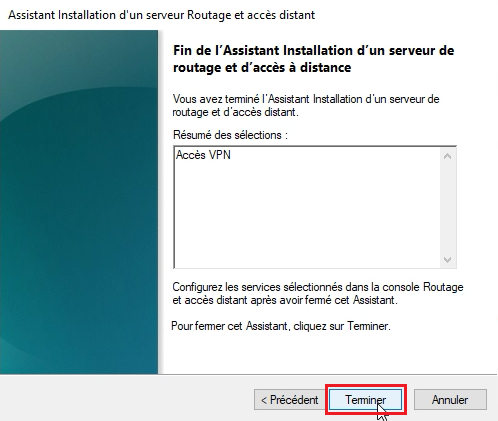 Assistant Installation d'un serveur Routage et accès distant
Fin de l'Assistant Installation d'un serveur de
routage et d'accès à distance
Vous avez terminé l'Assistant Installation d'un serveur de
routage et d'accès distant.
Résumé des sélections :
Accès VPN
Configurez les services sélectionnés dans la console Routage
et accès distant après avoir fermé cet Assistant.
Pour fermer cet Assistant, cliquez sur Terminer.
< Précédent Terminer Annuler